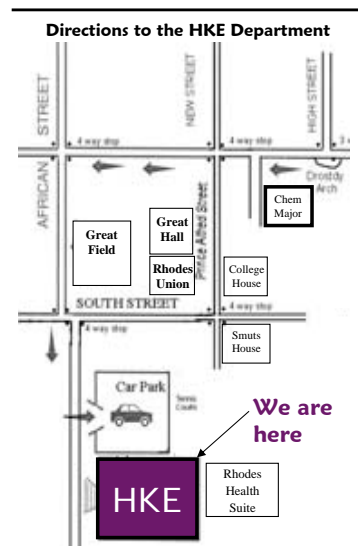 Directions to the HKE Department
STREET
NEW STREET
HIGH STREET
4 way stop
4 way stop
AFRICAN
Drostdy
Arch
Chem
Major
Great
Field
Great
Hall
Rhodes
Union
Prince Alfred Street
College
House
SOUTH STREET
4 way stop
4 way stop
Smuts
House
Car Park
Tennis
Courts
We are
here
HKE
Rhodes
Health
Suite